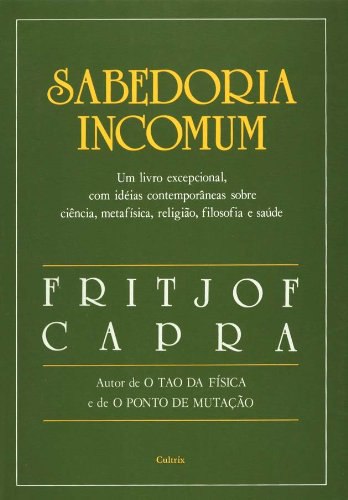 SABEDORIA
INCOMUM
Um livro excepcional,
com idéias contemporâneas sobre
ciência, metafísica, religião, filosofia e saúde
FRITJOF
CAPRA
Autor de O TAO DA FÍSICA
e de O PONTO DE MUTAÇÃO
Cultrix